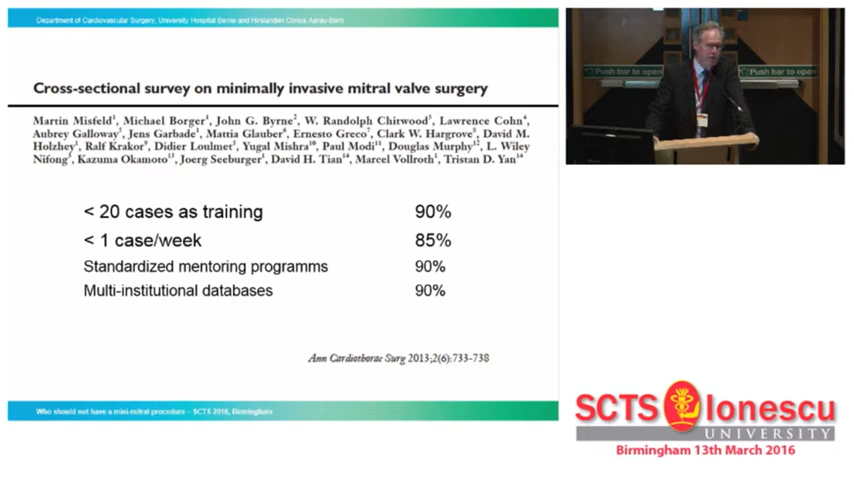 Department of Cardiovascular Surgery, University Hospital Berne and Hirslanden Clinics Aarau-Bern
Cross-sectional survey on minimally invasive mitral valve surgery
Martin Misfeld1, Michael Borger1, John G. Byrne2, W. Randolph Chitwood3, Lawrence Cohn4,
Aubrey Galloway5, Jens Garbade1, Mattia Glauber6, Ernesto Greco7, Clark W. Hargrove8, David M.
Holzhey1, Ralf Krakor9, Didier Loulmet5, Yugal Mishra10, Paul Modi11, Douglas Murphy12, L. Wiley
Nifong3, Kazuma Okamoto13, Joerg Seeburger1, David H. Tian14, Marcel Vollroth1, Tristan D. Yan14
< 20 cases as training 90%
< 1 case/week 85%
Standardized mentoring programms 90%
Multi-institutional databases 90%
Ann Cardiothorac Surg 2013;2(6):733-738
Who should not have a mini-mitral procedure – SCTS 2016, Birmingham
Push bar to open
Push bar to open
SCTS Ionescu
UNIVERSITY
Birmingham 13th March 2016